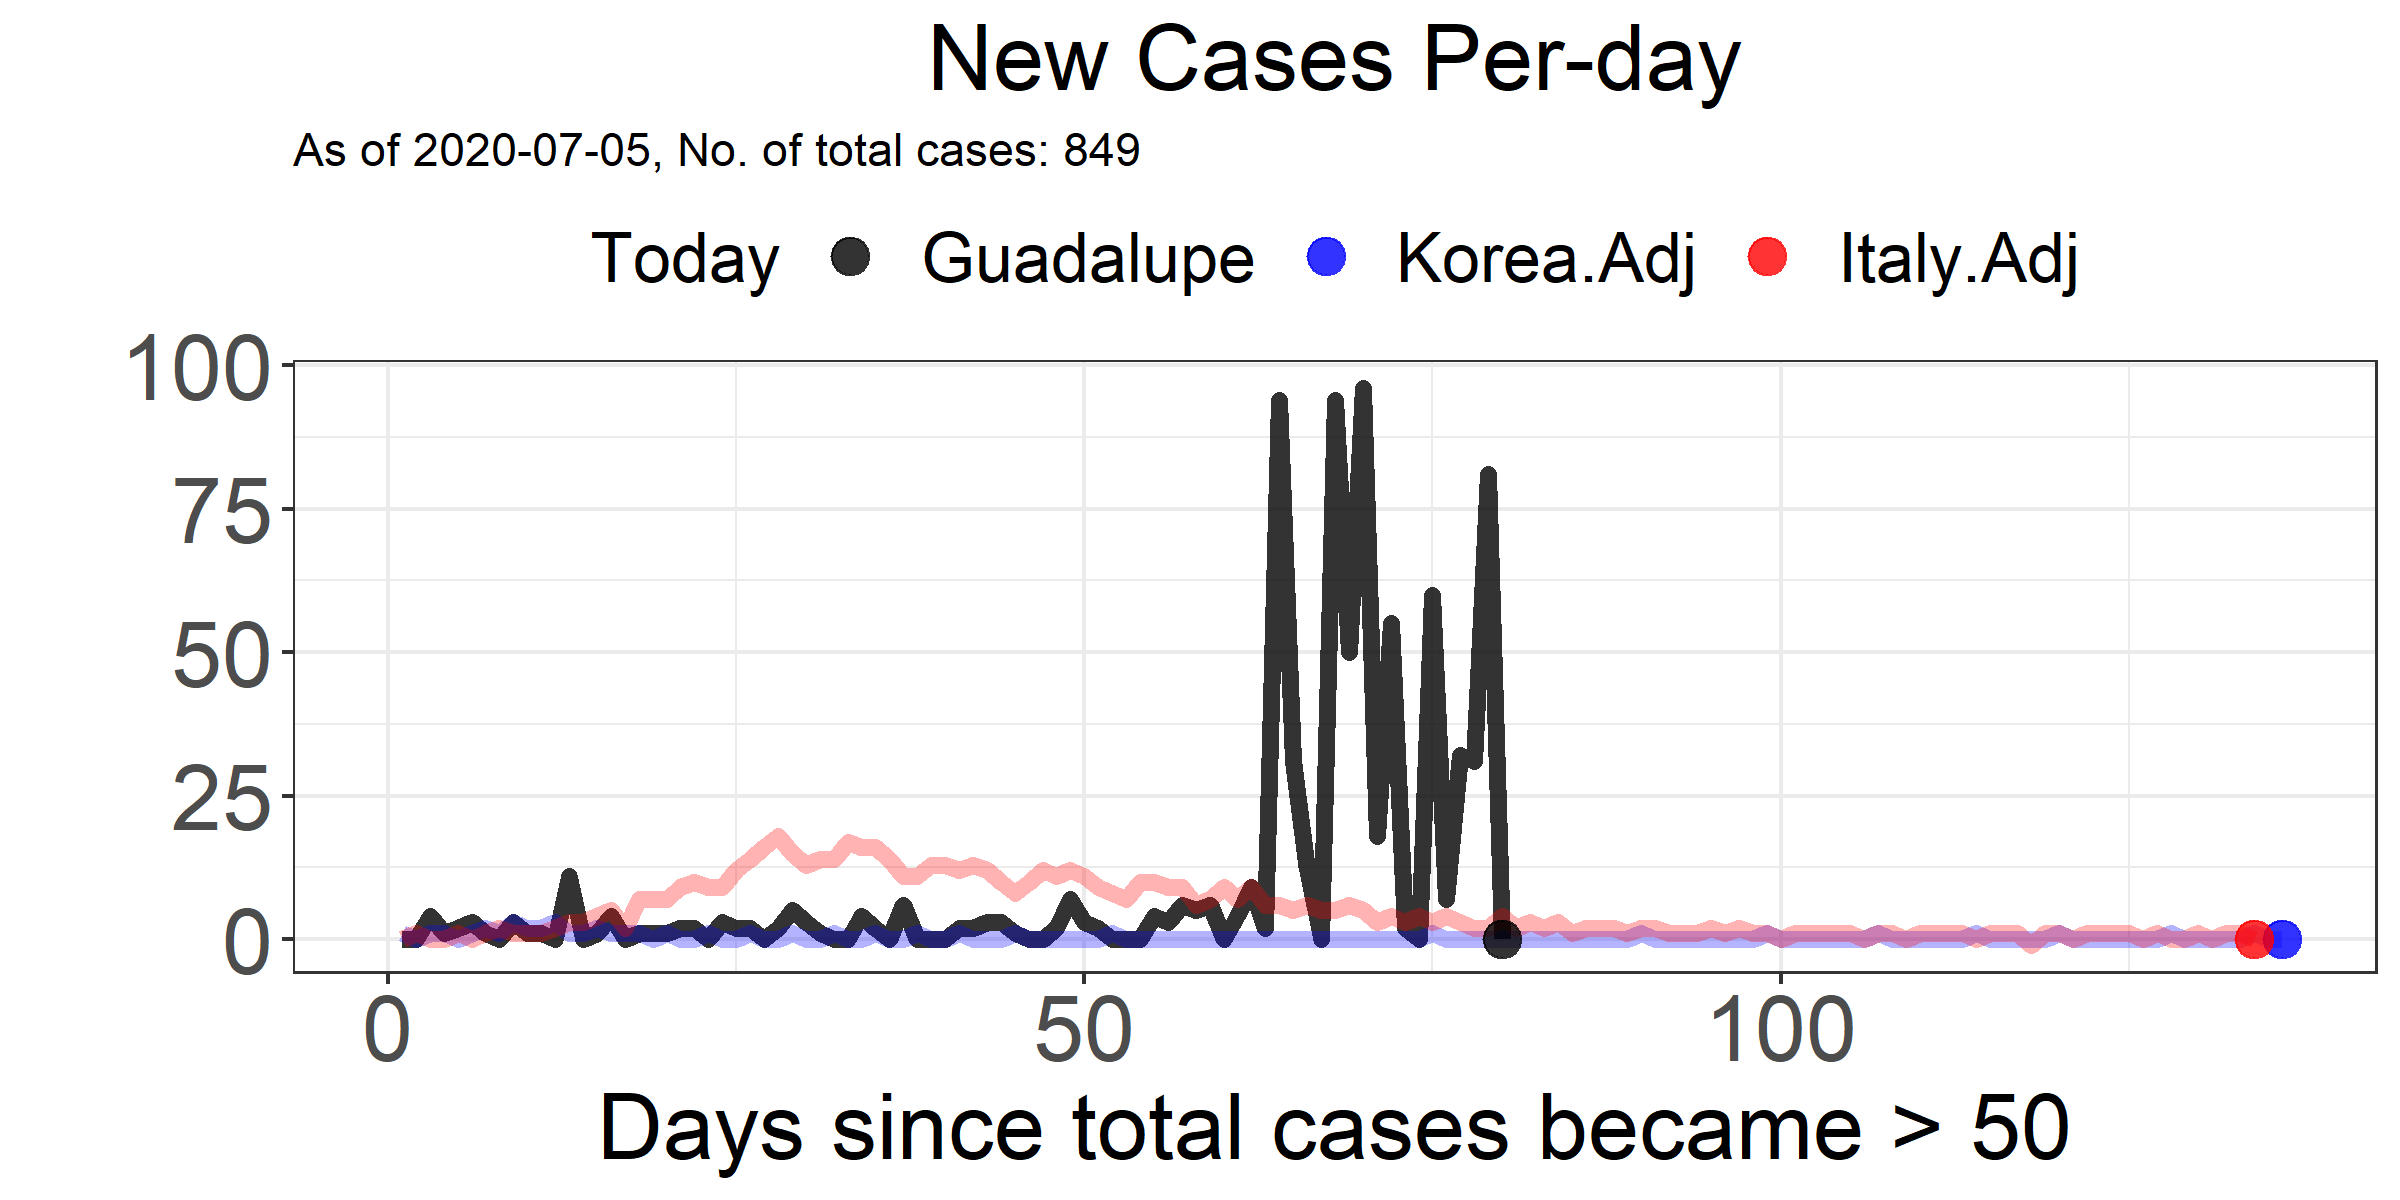 New Cases Per-day
As of 2020-07-05, No. of total cases: 849
Today Guadalupe Korea.Adj Italy.Adj
100
75
50
25
0
0 50 100
Days since total cases became > 50